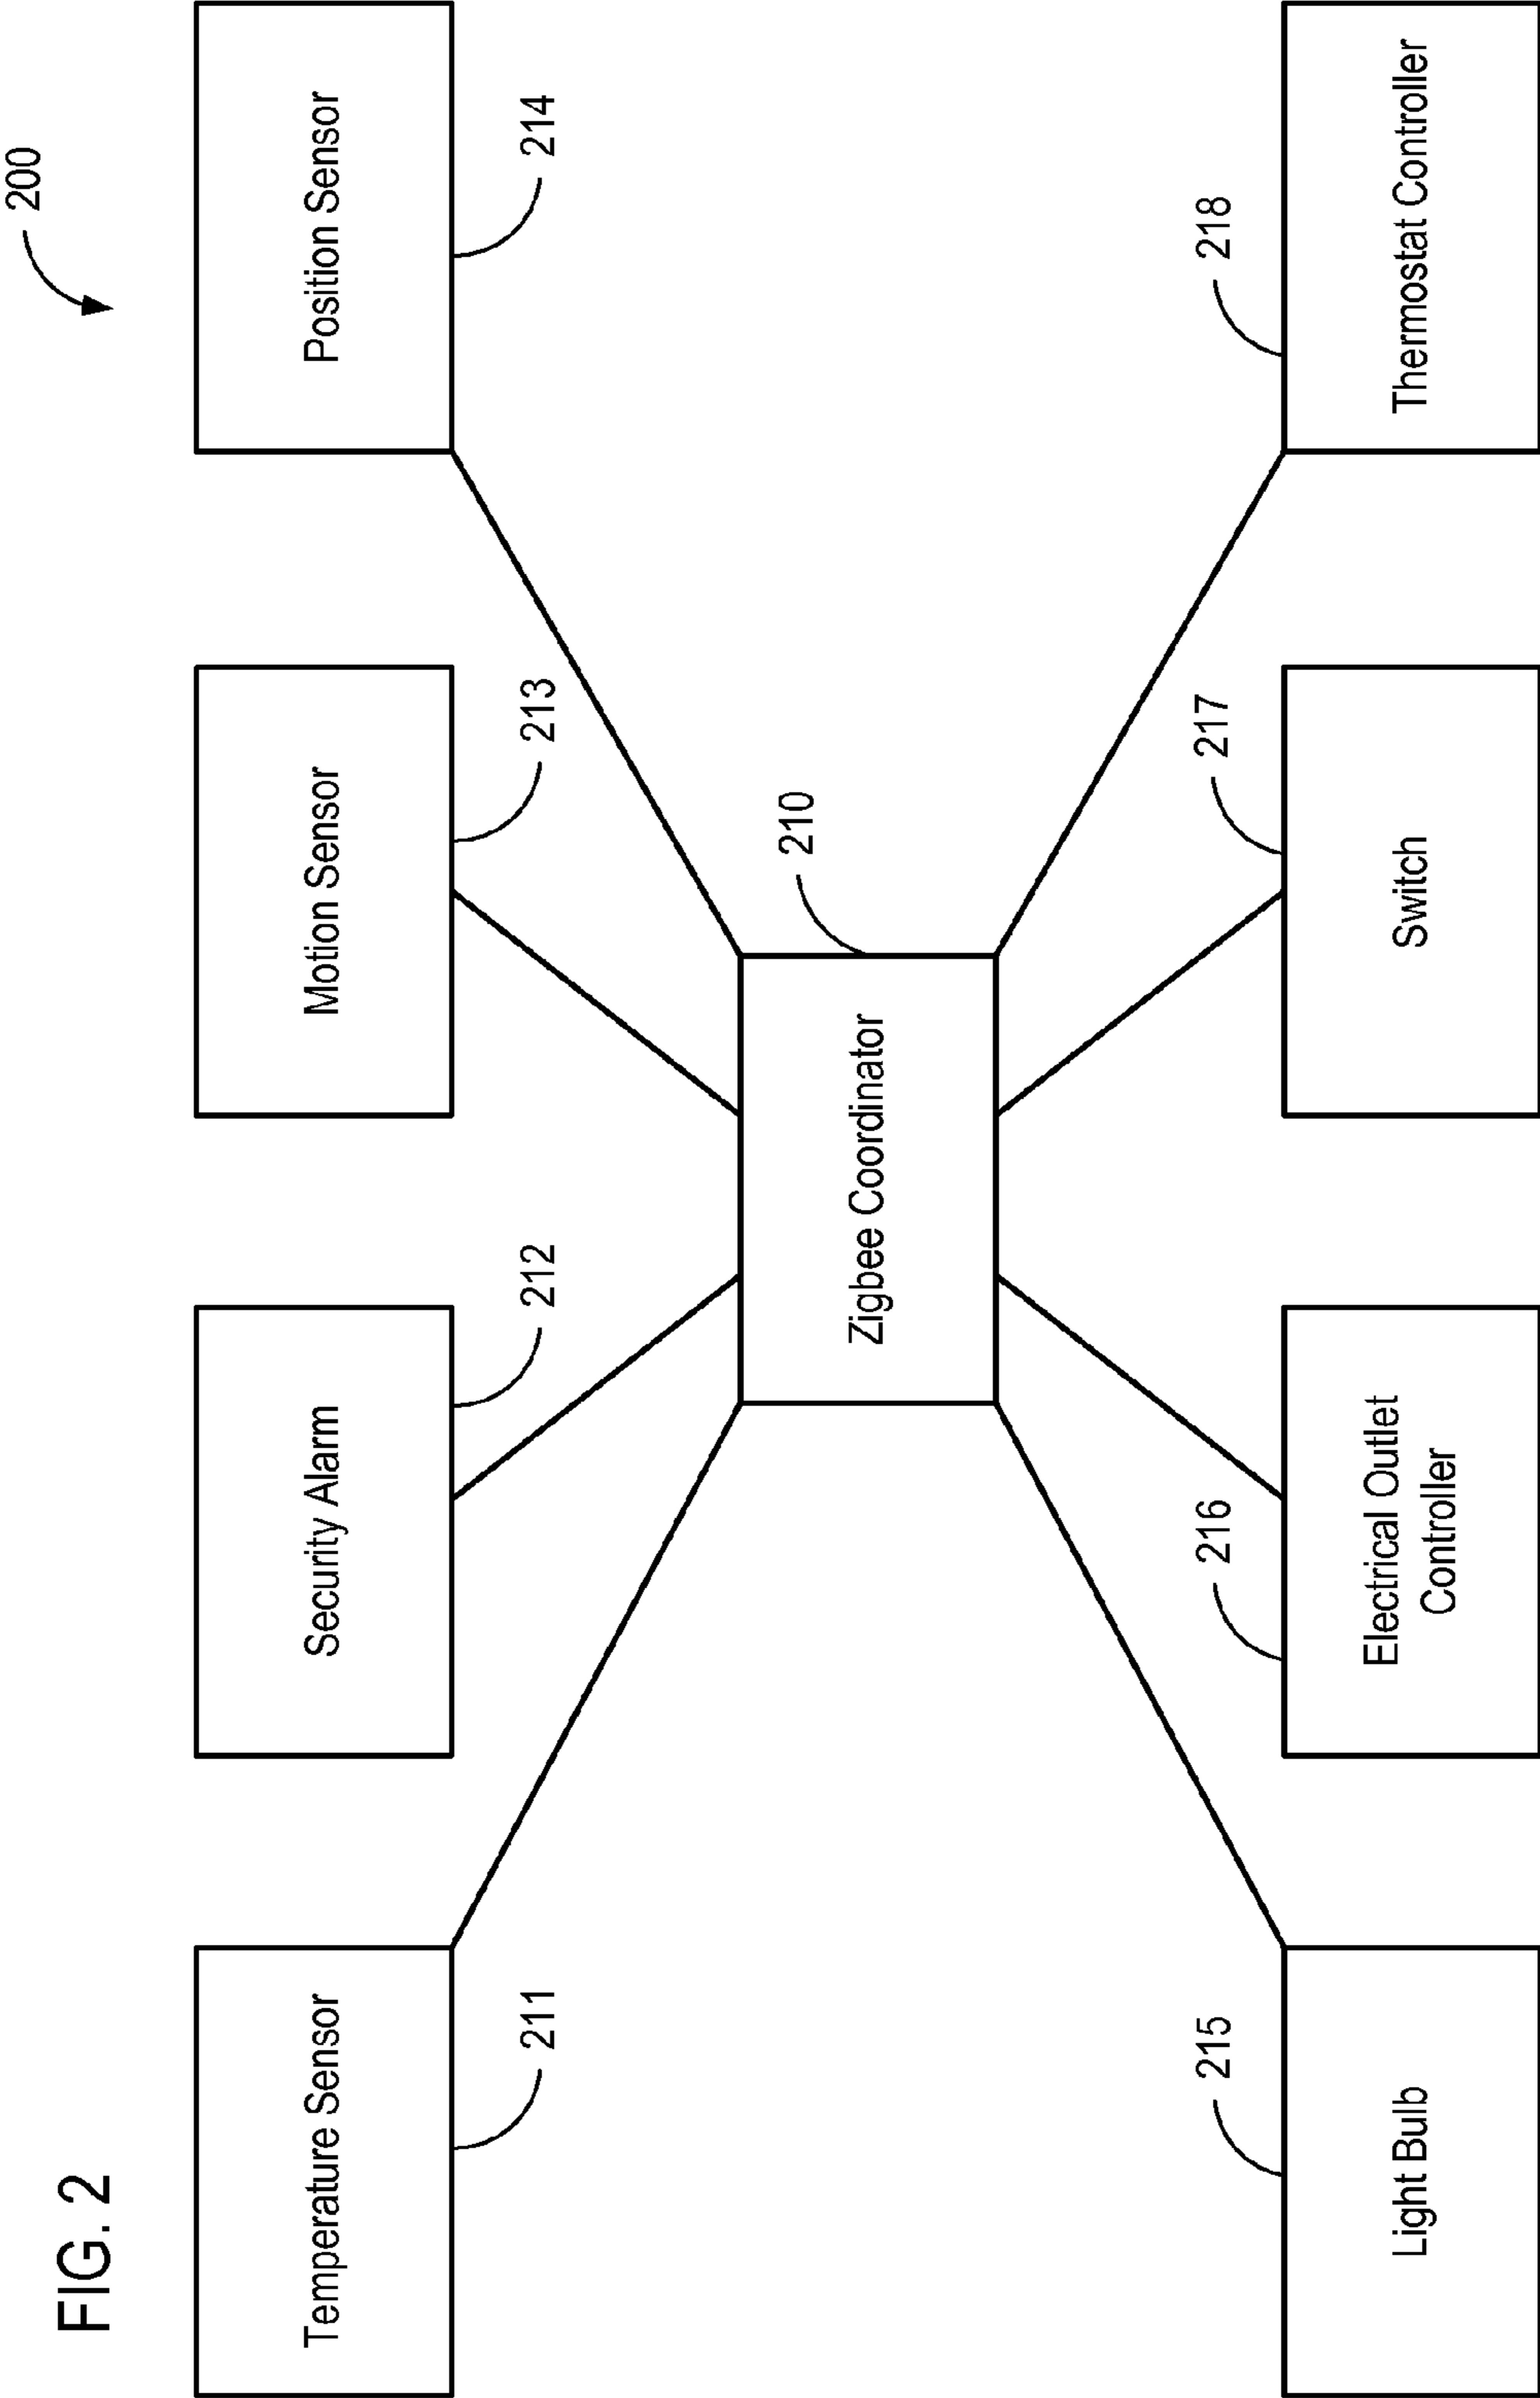 FIG. 2
200
Temperature Sensor
Security Alarm
Motion Sensor
Position Sensor
211
212
213
214
Zigbee Coordinator
210
215
216
217
218
Light Bulb
Electrical Outlet
Controller
Switch
Thermostat Controller